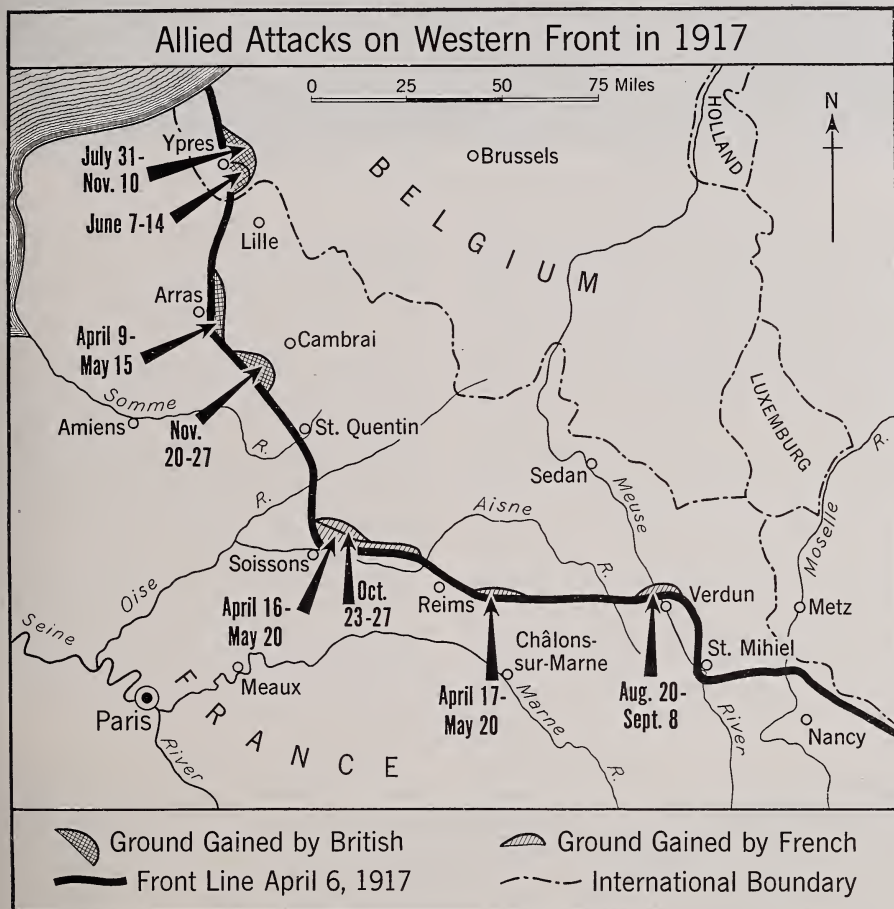 Allied Attacks on Western Front in 1917
0 25 50 75 Miles
N
HOLLAND
Ypres
July 31-
Nov. 10
Brussels
BELGIUM
June 7-14
Lille
Arras
April 9-
May 15
Cambrai
LUXEMBURG
Somme
R.
Amiens
Nov.
20-27
St. Quentin
R.
Sedan
Meuse
Aisne
R.
R.
Moselle
Soissons
Oise
April 16-
May 20
Oct.
23-27
Reims
Verdun
Metz
Seine
Châlons-
sur-Marne
St. Mihiel
Meaux
FRANCE
April 17-
May 20
Marne
R.
Aug. 20-
Sept. 8
River
Paris
River
Nancy
Ground Gained by British
Ground Gained by French
Front Line April 6, 1917
International Boundary